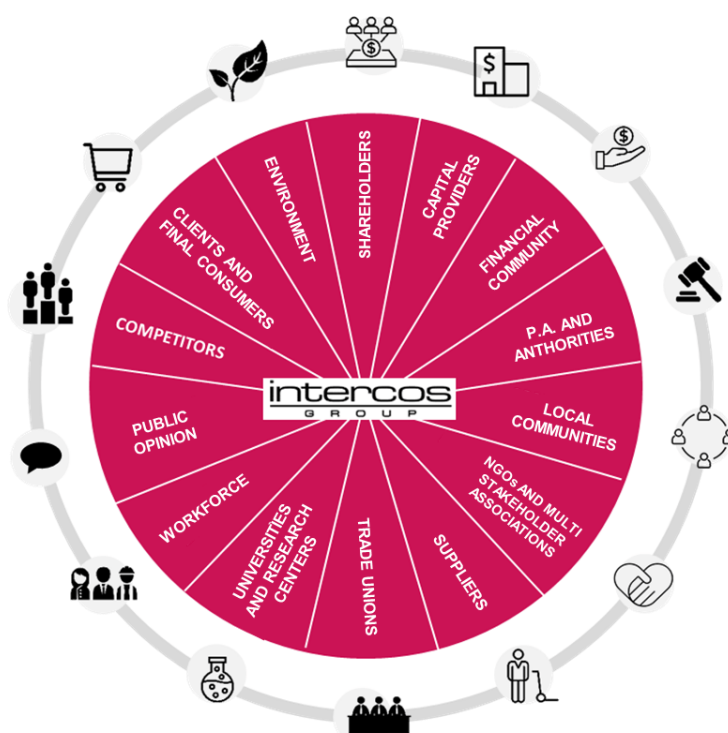 SHAREHOLDERS
CAPITAL
PROVIDERS
FINANCIAL
COMMUNITY
P.A. AND
ANTHORITIES
LOCAL
COMMUNITIES
NGOs AND MULTI
STAKEHOLDER
ASSOCIATIONS
SUPPLIERS
TRADE UNIONS
UNIVERSITIES
AND RESEARCH
CENTERS
WORKFORCE
PUBLIC
OPINION
COMPETITORS
CLIENTS AND
FINAL CONSUMERS
ENVIRONMENT
intercos
GROUP
$
$
$